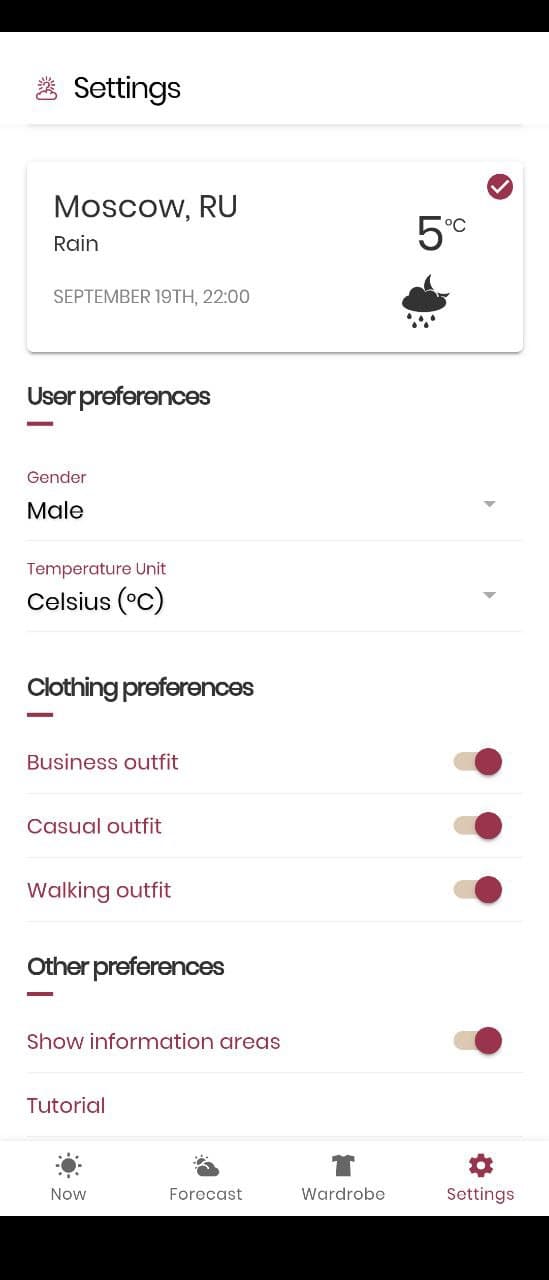 Settings
Moscow, RU
5°C
Rain
SEPTEMBER 19TH, 22:00
User preferences
Gender
Male
Temperature Unit
Celsius (°C)
Clothing preferences
Business outfit
Casual outfit
Walking outfit
Other preferences
Show information areas
Tutorial
Now Forecast Wardrobe Settings